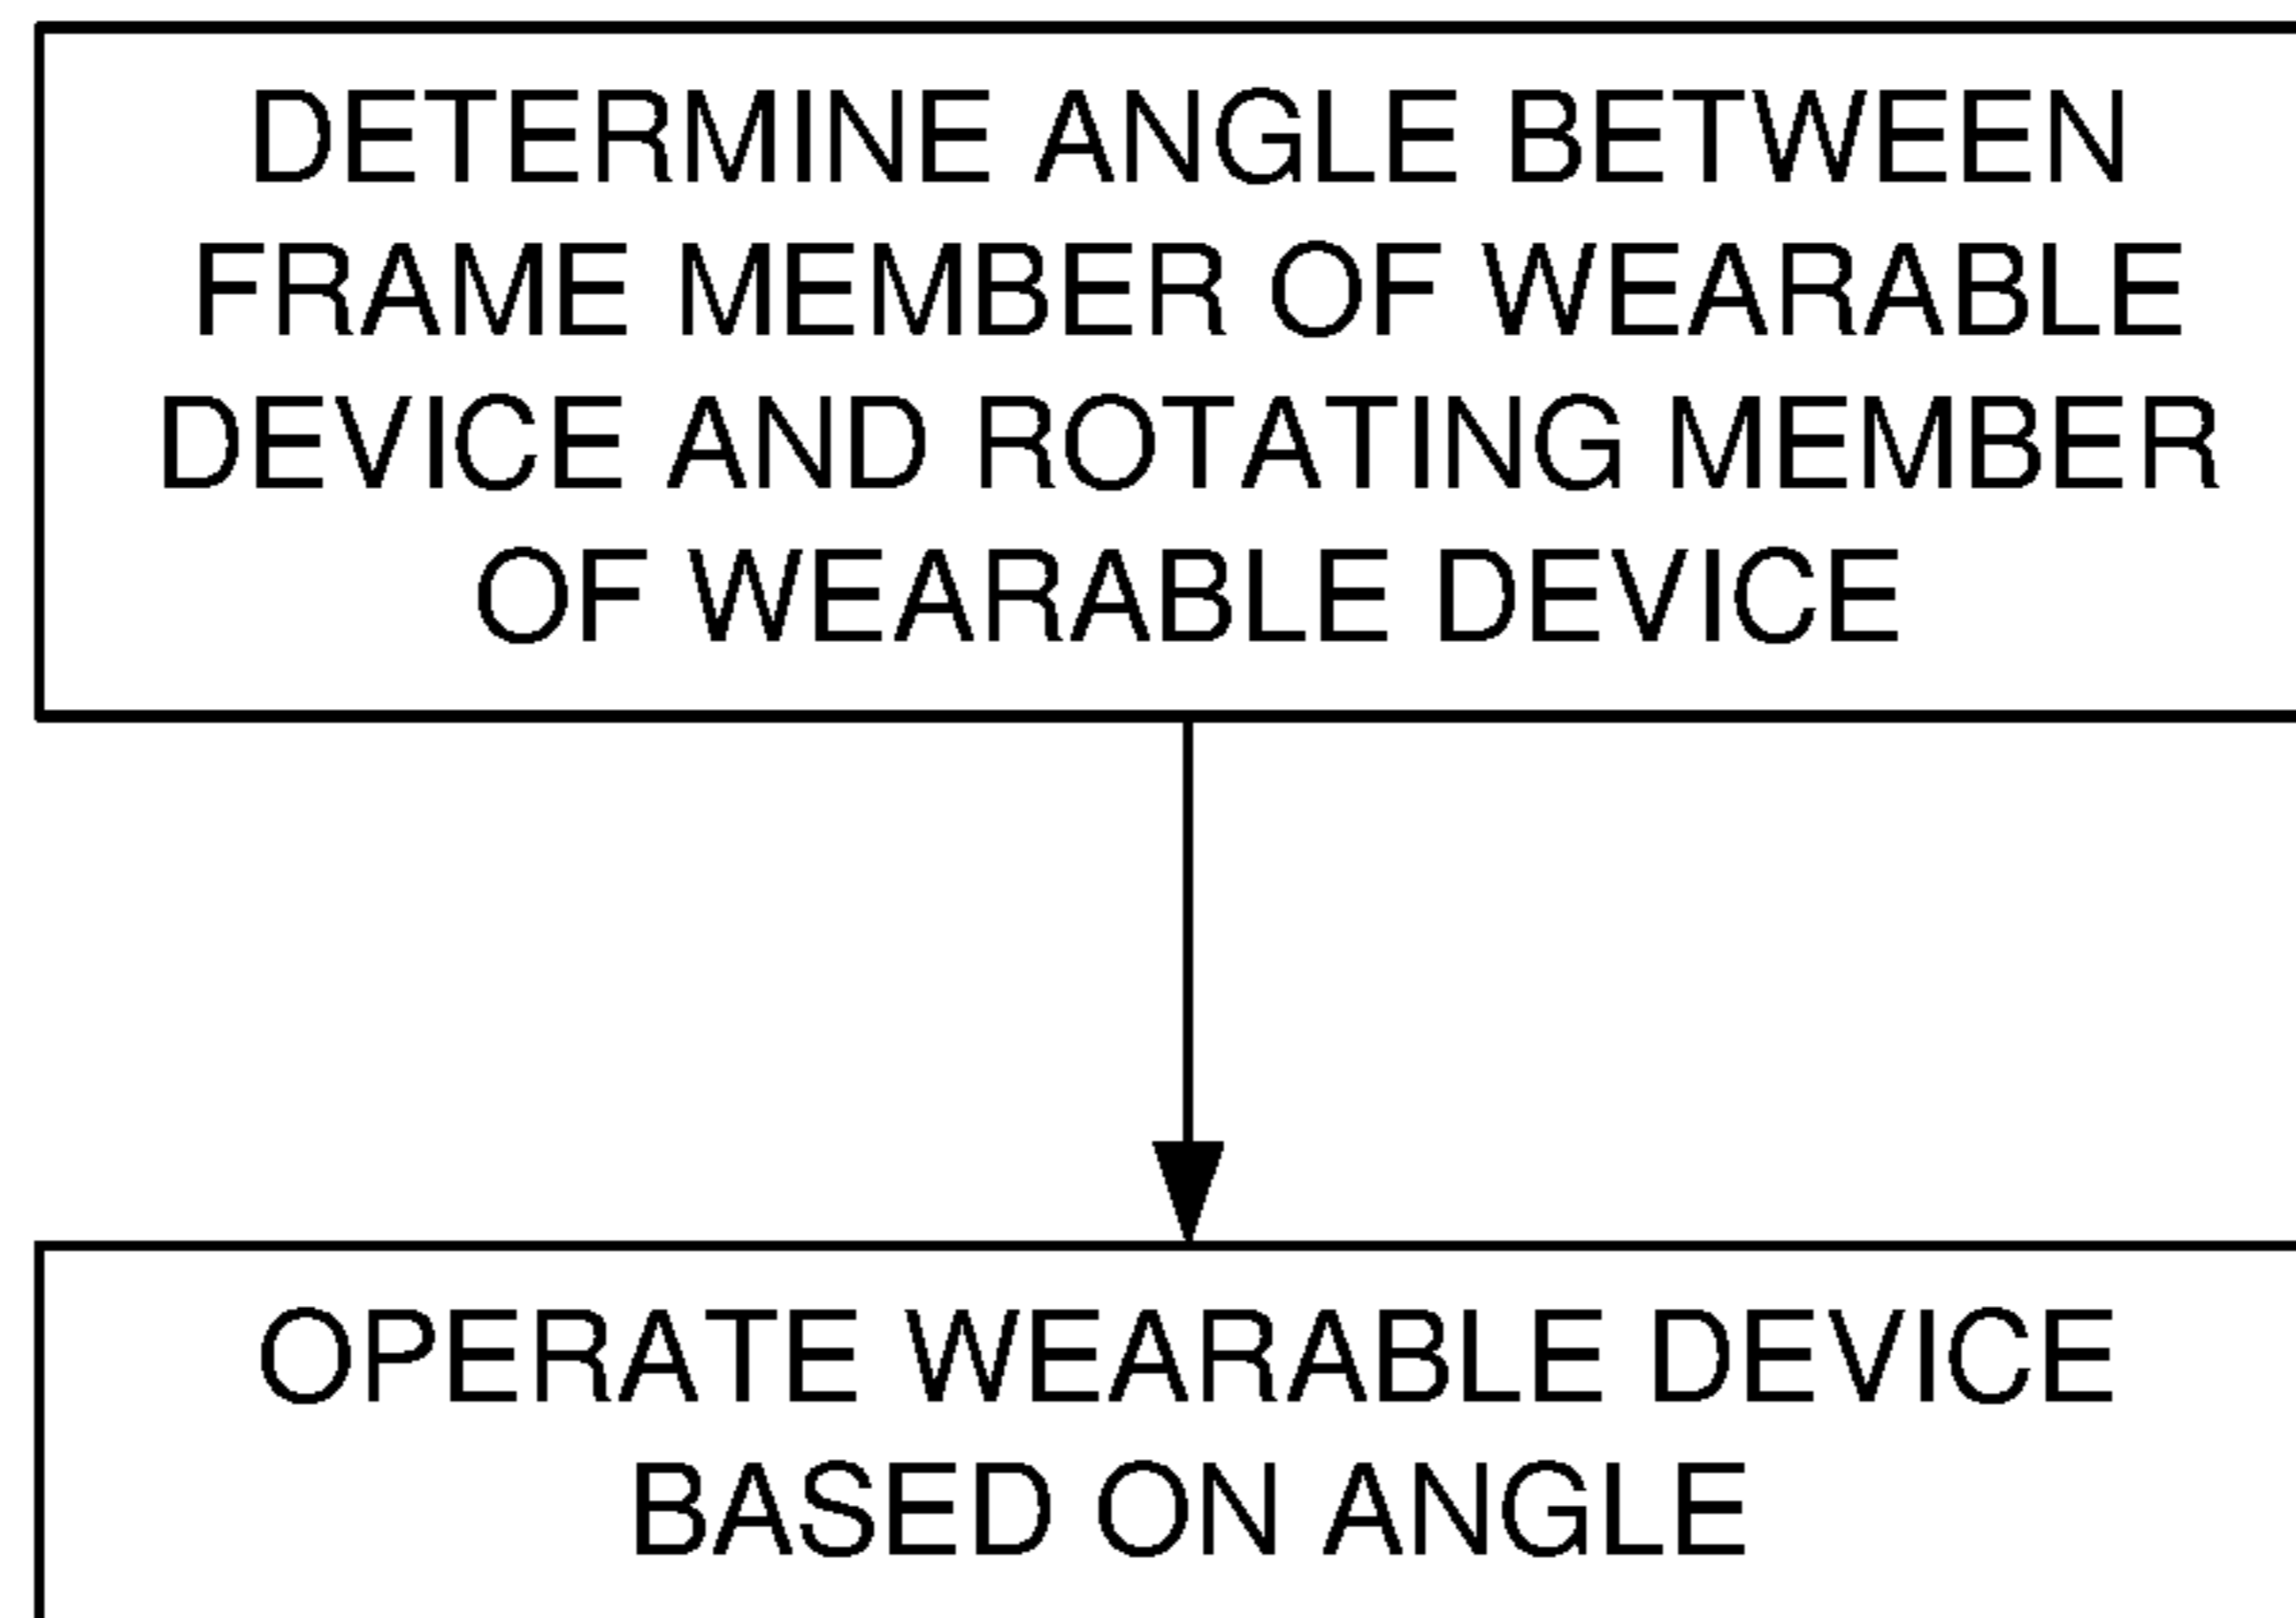 DETERMINE ANGLE BETWEEN
FRAME MEMBER OF WEARABLE
DEVICE AND ROTATING MEMBER
OF WEARABLE DEVICE
OPERATE WEARABLE DEVICE
BASED ON ANGLE